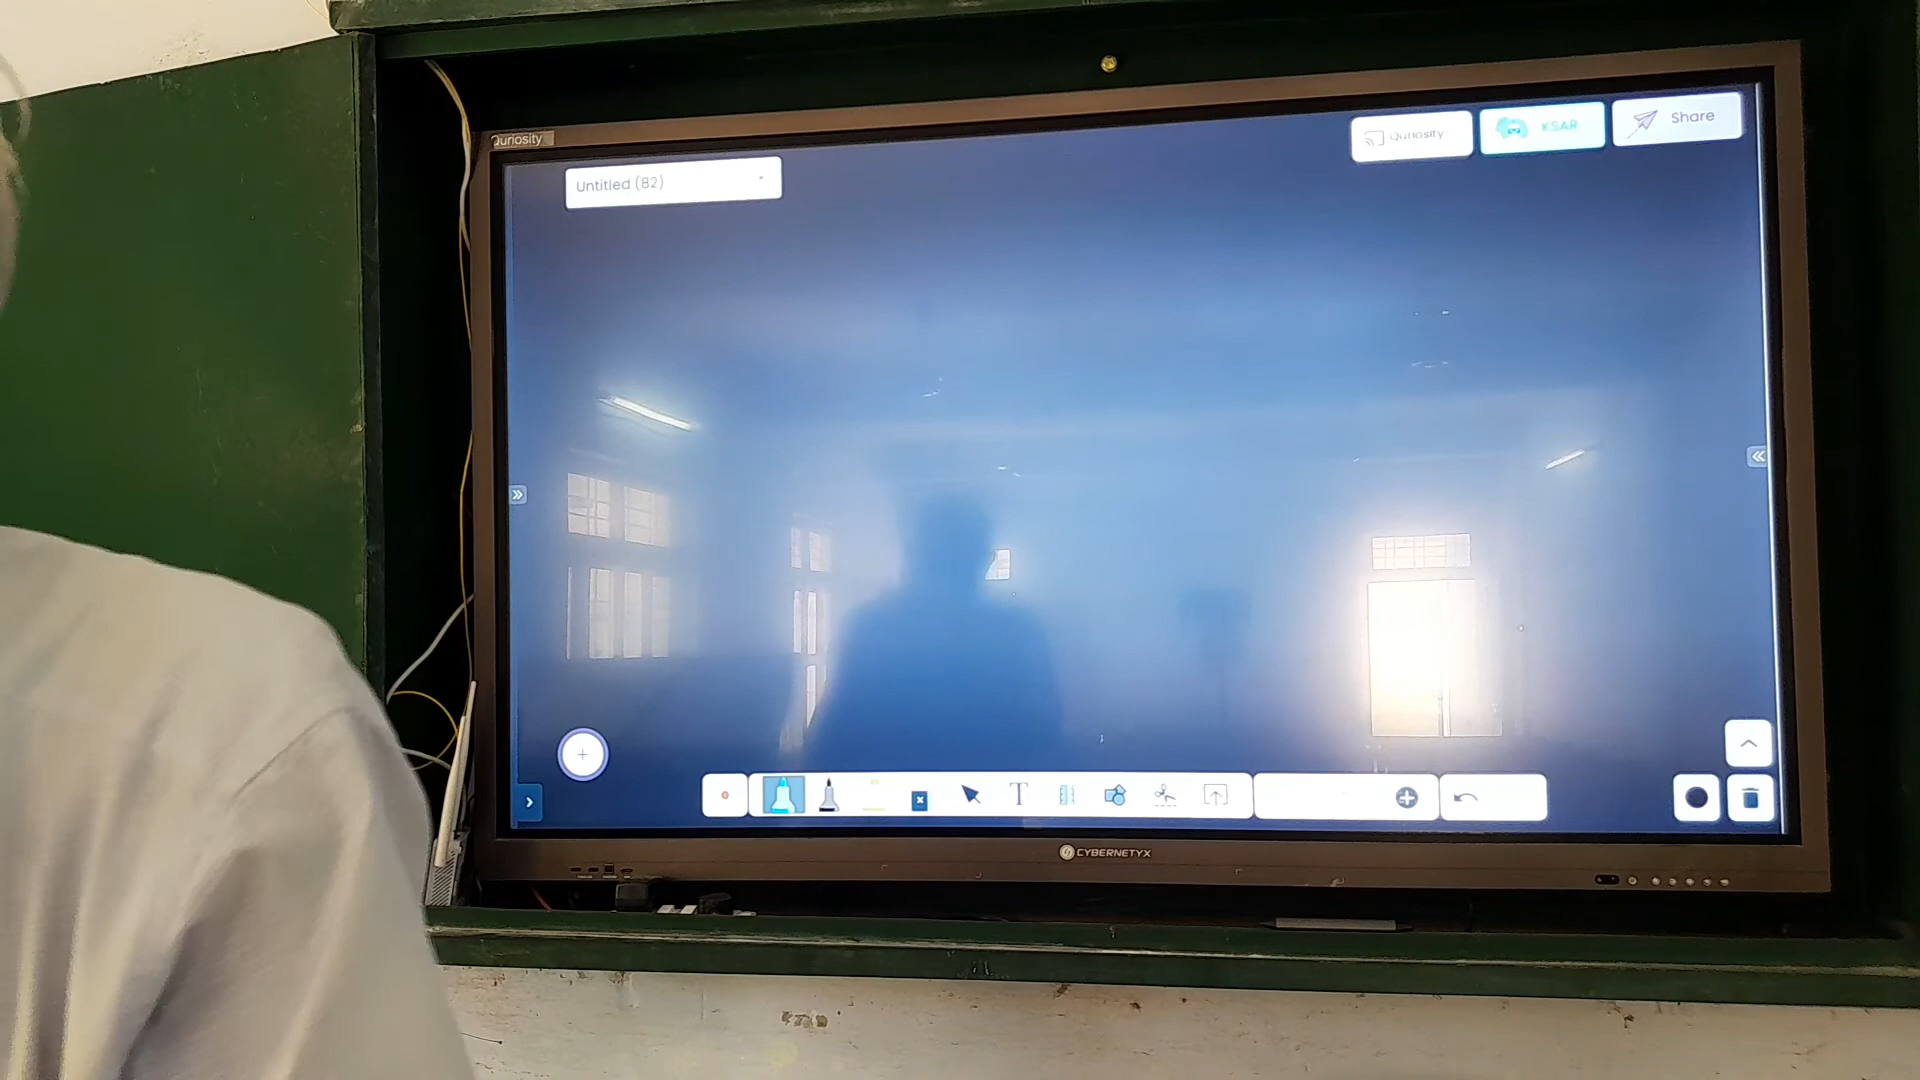 Quriosity
Untitled (82)
Quriosity
KSAR
Share
T
CYBERNETYX